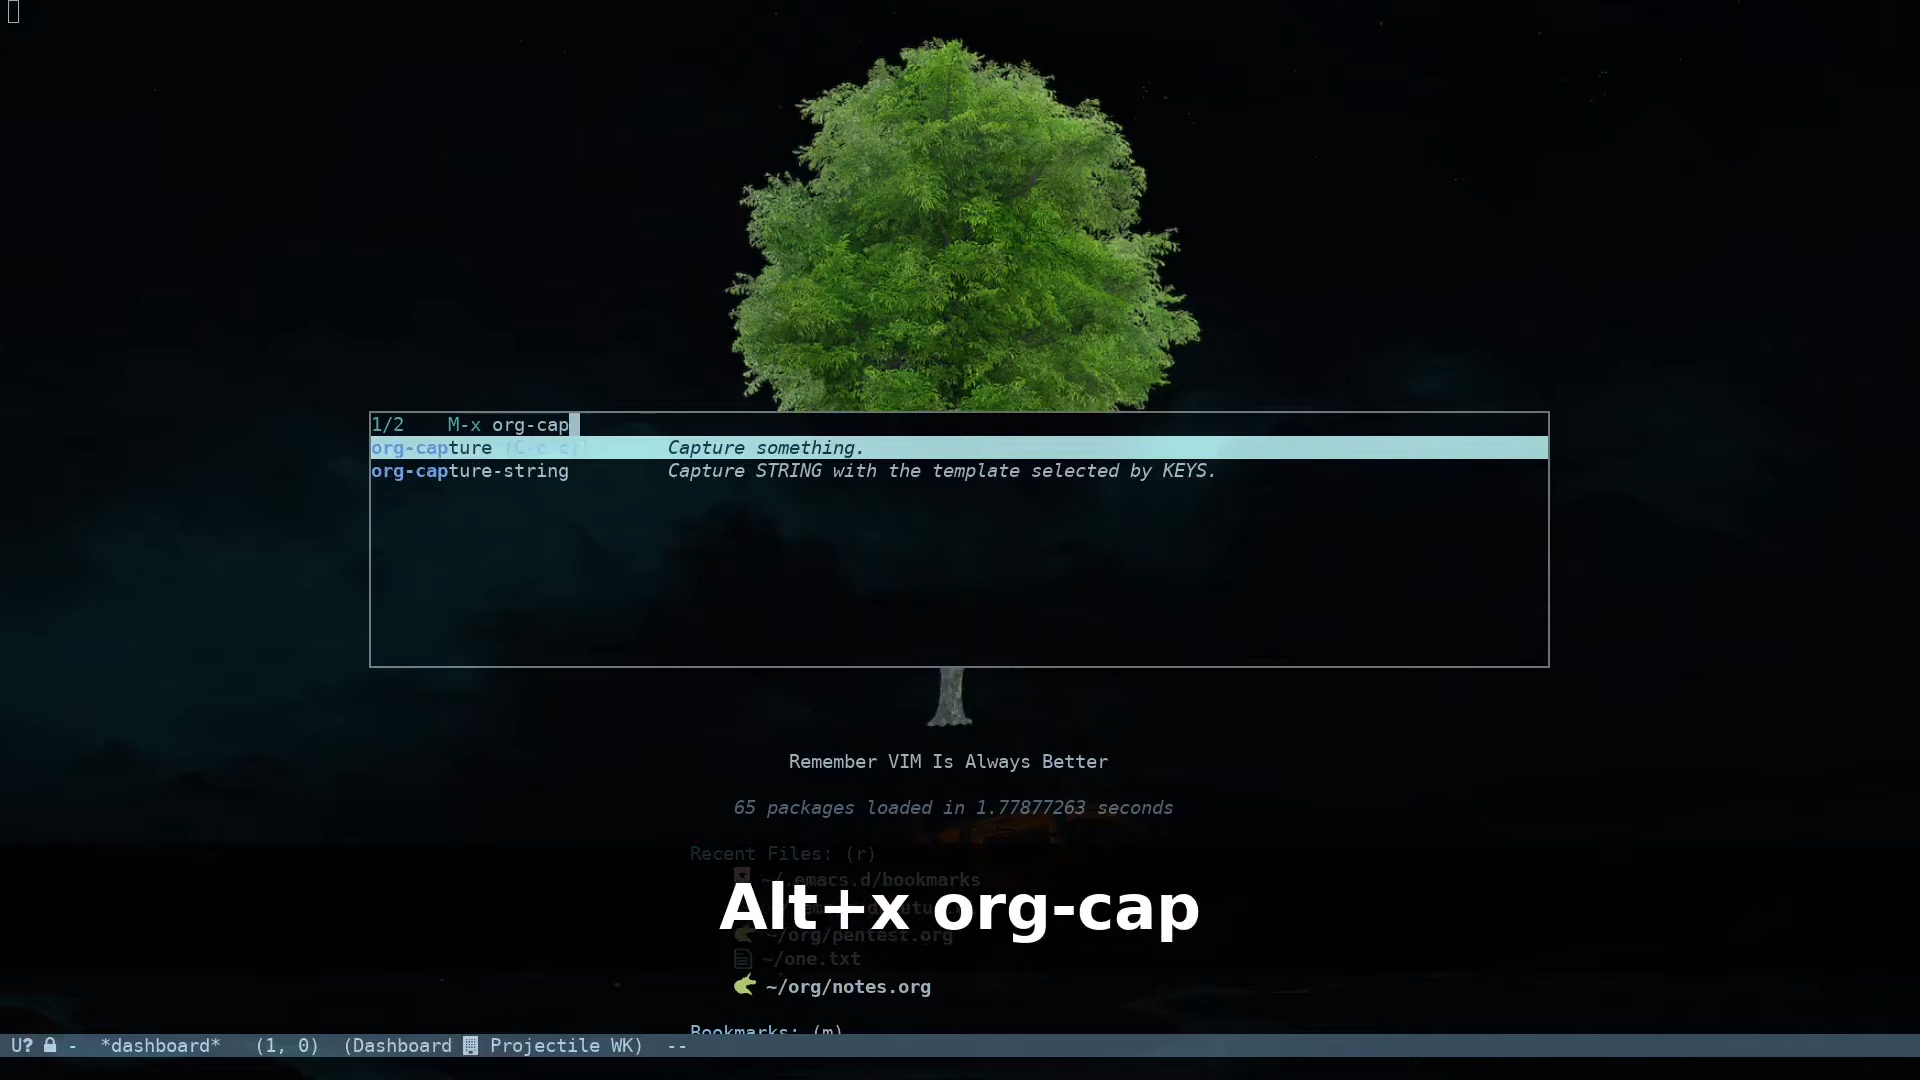 1/2    M-x org-cap
org-capture (C-c c)    Capture something.
org-capture-string    Capture STRING with the template selected by KEYS.
Remember VIM Is Always Better
65 packages loaded in 1.77877263 seconds
Recent Files: (r)
~/.emacs.d/bookmarks
Alt+x org-cap
~/org/pentest.org
~/one.txt
~/org/notes.org
Bookmarks: (m)
U? -  *dashboard*   (1, 0)  (Dashboard Projectile WK)  --